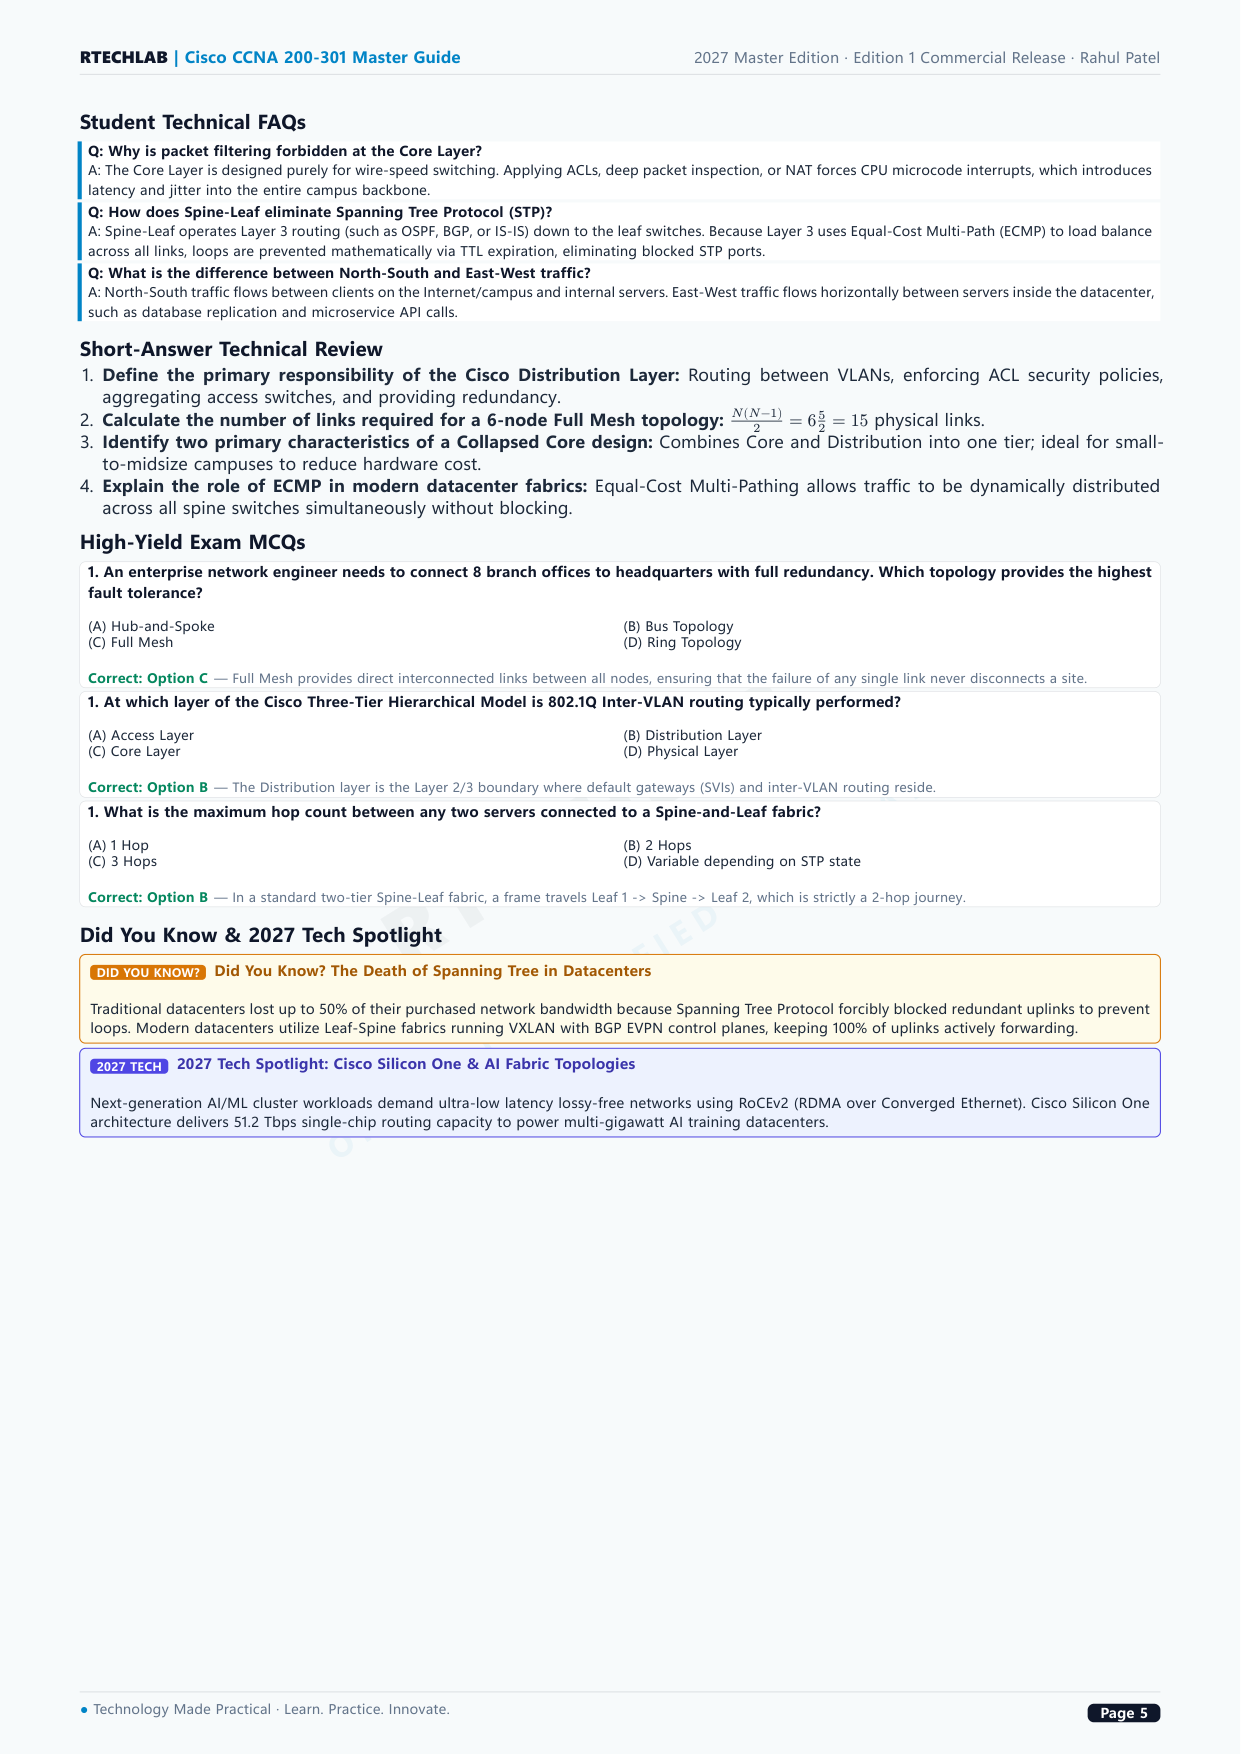 RTECHLAB | Cisco CCNA 200-301 Master Guide
2027 Master Edition · Edition 1 Commercial Release · Rahul Patel
Student Technical FAQs
Q: Why is packet filtering forbidden at the Core Layer?
A: The Core Layer is designed purely for wire-speed switching. Applying ACLs, deep packet inspection, or NAT forces CPU microcode interrupts, which introduces
latency and jitter into the entire campus backbone.
Q: How does Spine-Leaf eliminate Spanning Tree Protocol (STP)?
A: Spine-Leaf operates Layer 3 routing (such as OSPF, BGP, or IS-IS) down to the leaf switches. Because Layer 3 uses Equal-Cost Multi-Path (ECMP) to load balance
across all links, loops are prevented mathematically via TTL expiration, eliminating blocked STP ports.
Q: What is the difference between North-South and East-West traffic?
A: North-South traffic flows between clients on the Internet/campus and internal servers. East-West traffic flows horizontally between servers inside the datacenter,
such as database replication and microservice API calls.
Short-Answer Technical Review
1. Define the primary responsibility of the Cisco Distribution Layer: Routing between VLANs, enforcing ACL security policies,
aggregating access switches, and providing redundancy.
2. Calculate the number of links required for a 6-node Full Mesh topology: N(N−1)/2 = 6 5/2 = 15 physical links.
3. Identify two primary characteristics of a Collapsed Core design: Combines Core and Distribution into one tier; ideal for small-
to-midsize campuses to reduce hardware cost.
4. Explain the role of ECMP in modern datacenter fabrics: Equal-Cost Multi-Pathing allows traffic to be dynamically distributed
across all spine switches simultaneously without blocking.
High-Yield Exam MCQs
1. An enterprise network engineer needs to connect 8 branch offices to headquarters with full redundancy. Which topology provides the highest
fault tolerance?
(A) Hub-and-Spoke (B) Bus Topology
(C) Full Mesh (D) Ring Topology
Correct: Option C — Full Mesh provides direct interconnected links between all nodes, ensuring that the failure of any single link never disconnects a site.
1. At which layer of the Cisco Three-Tier Hierarchical Model is 802.1Q Inter-VLAN routing typically performed?
(A) Access Layer (B) Distribution Layer
(C) Core Layer (D) Physical Layer
Correct: Option B — The Distribution layer is the Layer 2/3 boundary where default gateways (SVIs) and inter-VLAN routing reside.
1. What is the maximum hop count between any two servers connected to a Spine-and-Leaf fabric?
(A) 1 Hop (B) 2 Hops
(C) 3 Hops (D) Variable depending on STP state
Correct: Option B — In a standard two-tier Spine-Leaf fabric, a frame travels Leaf 1 -> Spine -> Leaf 2, which is strictly a 2-hop journey.
Did You Know & 2027 Tech Spotlight
DID YOU KNOW? Did You Know? The Death of Spanning Tree in Datacenters
Traditional datacenters lost up to 50% of their purchased network bandwidth because Spanning Tree Protocol forcibly blocked redundant uplinks to prevent
loops. Modern datacenters utilize Leaf-Spine fabrics running VXLAN with BGP EVPN control planes, keeping 100% of uplinks actively forwarding.
2027 TECH 2027 Tech Spotlight: Cisco Silicon One & AI Fabric Topologies
Next-generation AI/ML cluster workloads demand ultra-low latency lossy-free networks using RoCEv2 (RDMA over Converged Ethernet). Cisco Silicon One
architecture delivers 51.2 Tbps single-chip routing capacity to power multi-gigawatt AI training datacenters.
● Technology Made Practical · Learn. Practice. Innovate.
Page 5